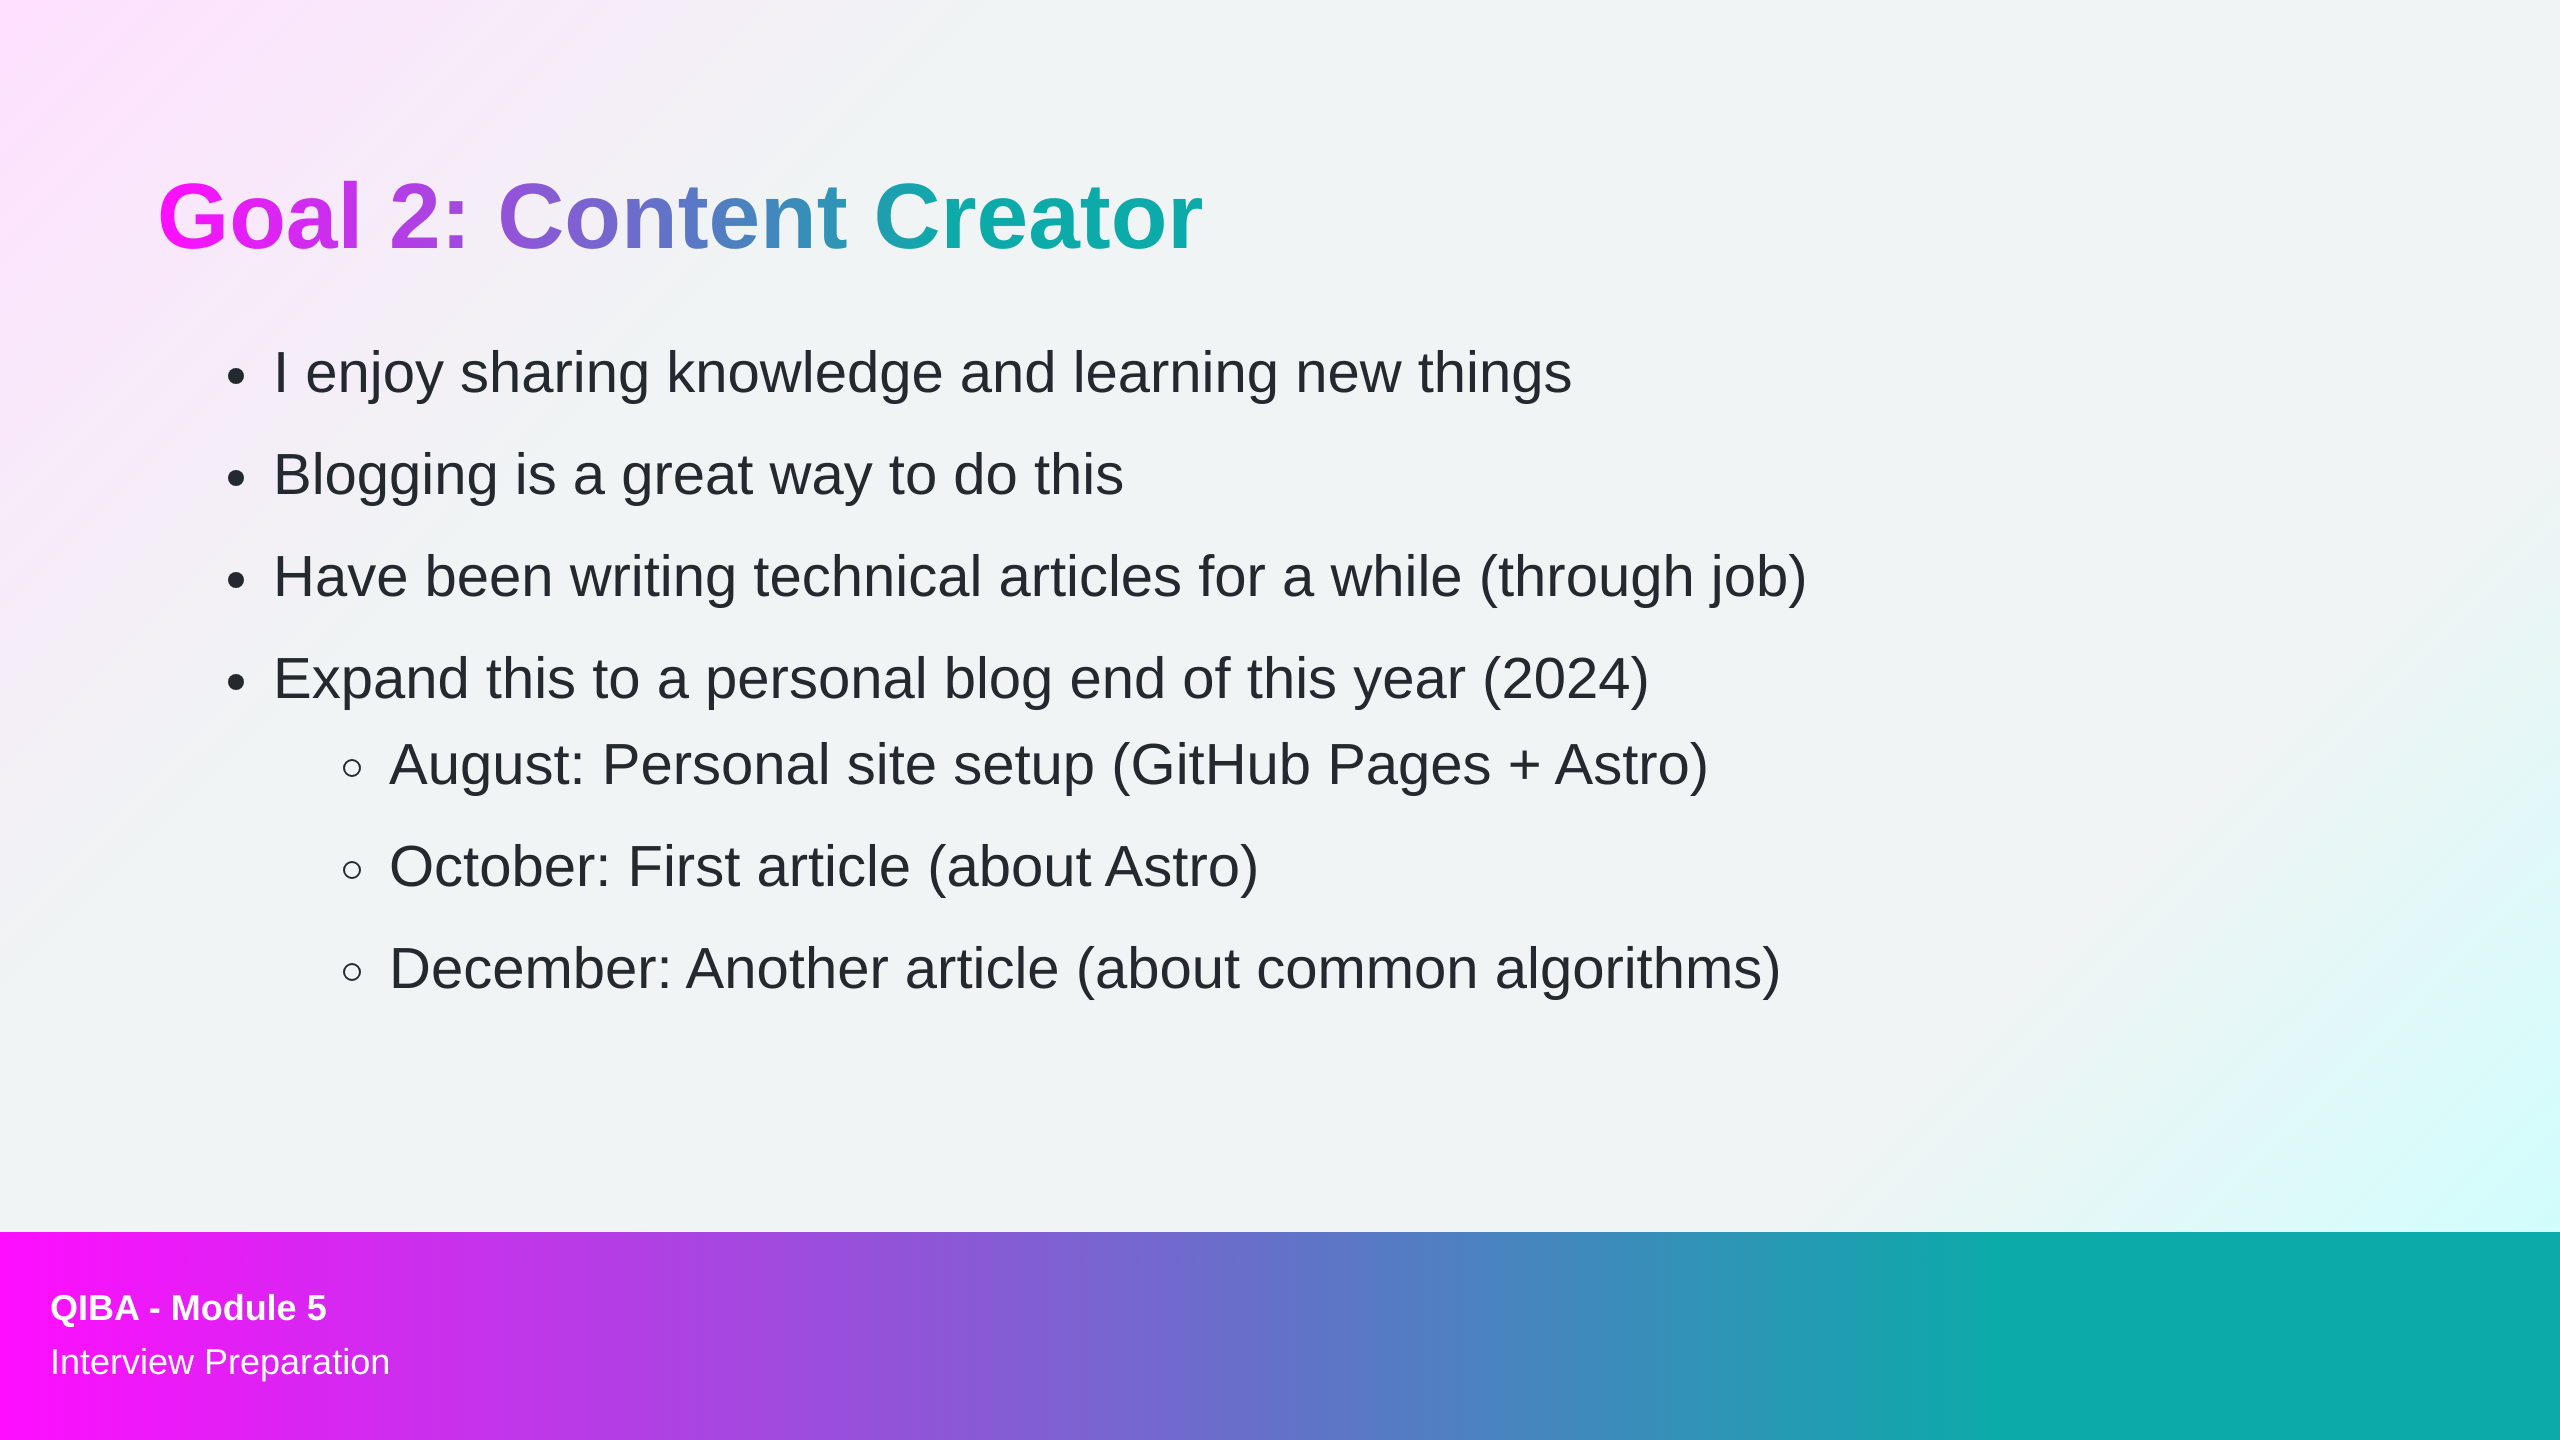 Goal 2: Content Creator
• I enjoy sharing knowledge and learning new things
• Blogging is a great way to do this
• Have been writing technical articles for a while (through job)
• Expand this to a personal blog end of this year (2024)
◦ August: Personal site setup (GitHub Pages + Astro)
◦ October: First article (about Astro)
◦ December: Another article (about common algorithms)
QIBA - Module 5
Interview Preparation